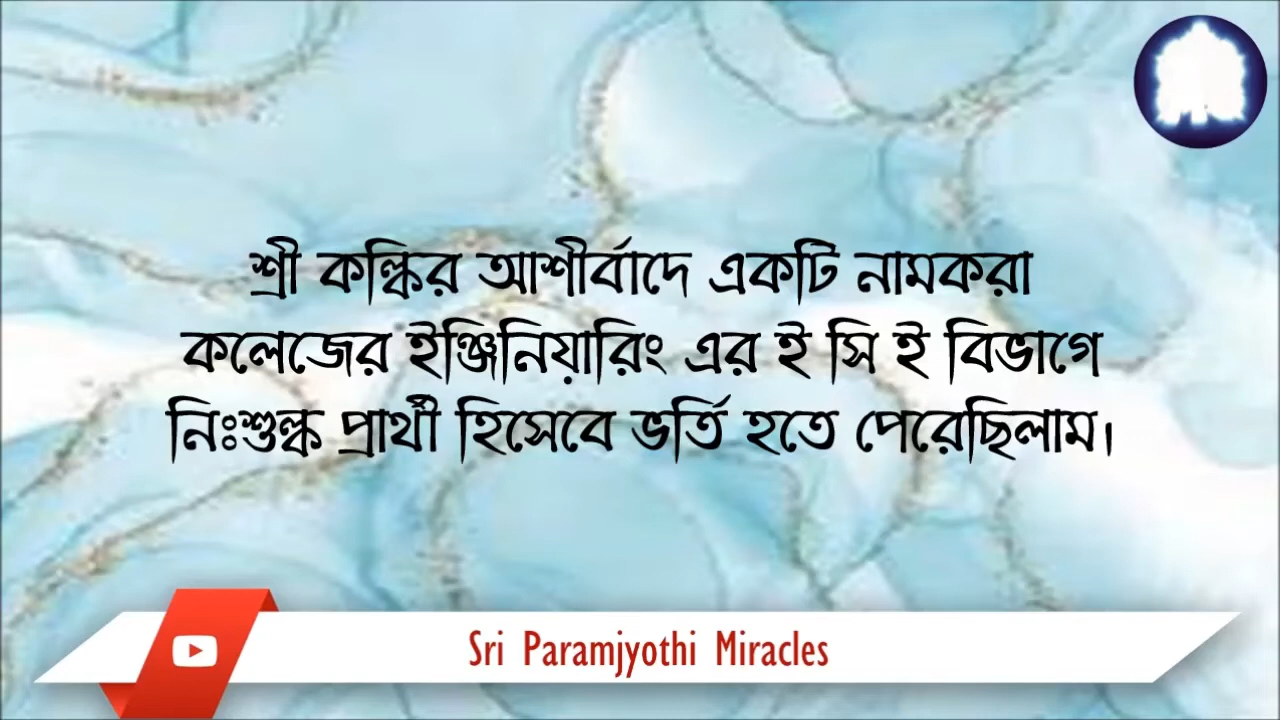 শ্রী কল্কির আশীর্বাদে একটি নামকরা
কলেজের ইঞ্জিনিয়ারিং এর ই সি ই বিভাগে
নিঃশুল্ক প্রার্থী হিসেবে ভর্তি হতে পেরেছিলাম।
Sri Paramjyothi Miracles